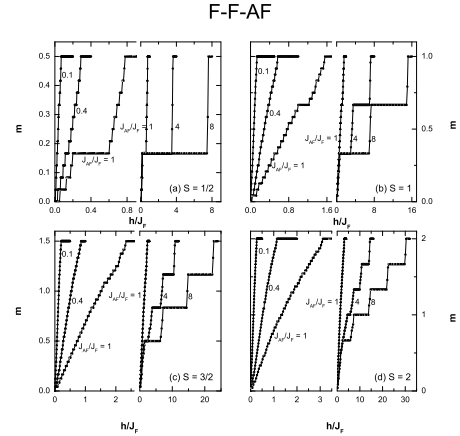 F-F-AF
m
0.5
0.4
0.3
0.2
0.1
0.0
0.1
0.4
J_AF/J_F = 1
J_AF/J_F = 1
4
8
(a) S = 1/2
0.0 0.4 0.8 0 4 8
h/J_F
0.1
0.4
J_AF/J_F = 1
J_AF/J_F = 1
4
8
(b) S = 1
1.0
0.5
0.0
m
0.0 0.8 1.6 0 8 16
h/J_F
m
1.5
1.0
0.5
0.0
0.1
0.4
J_AF/J_F = 1
J_AF/J_F = 1
4
8
(c) S = 3/2
0 1 2 0 10 20
h/J_F
0.1
0.4
J_AF/J_F = 1
J_AF/J_F = 1
4
8
(d) S = 2
2
1
0
m
0 1 2 3 0 10 20 30
h/J_F